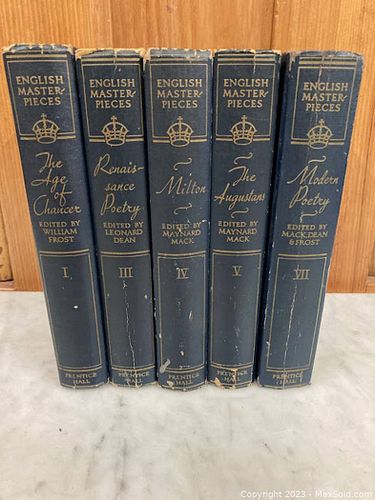 ENGLISH
MASTER-
PIECES
The
Age
of
Chaucer
EDITED BY
WILLIAM
FROST
I
PRENTICE
HALL
ENGLISH
MASTER-
PIECES
Renais-
sance
Poetry
EDITED BY
LEONARD
DEAN
III
PRENTICE
HALL
ENGLISH
MASTER-
PIECES
~
Milton
~
EDITED BY
MAYNARD
MACK
IV
PRENTICE
HALL
ENGLISH
MASTER-
PIECES
~
The
Augustans
~
EDITED BY
MAYNARD
MACK
V
PRENTICE
HALL
ENGLISH
MASTER-
PIECES
~
Modern
Poetry
~
EDITED BY
MACK, DEAN
& FROST
VII
PRENTICE
HALL
Copyright 2023 - MaxSold.com